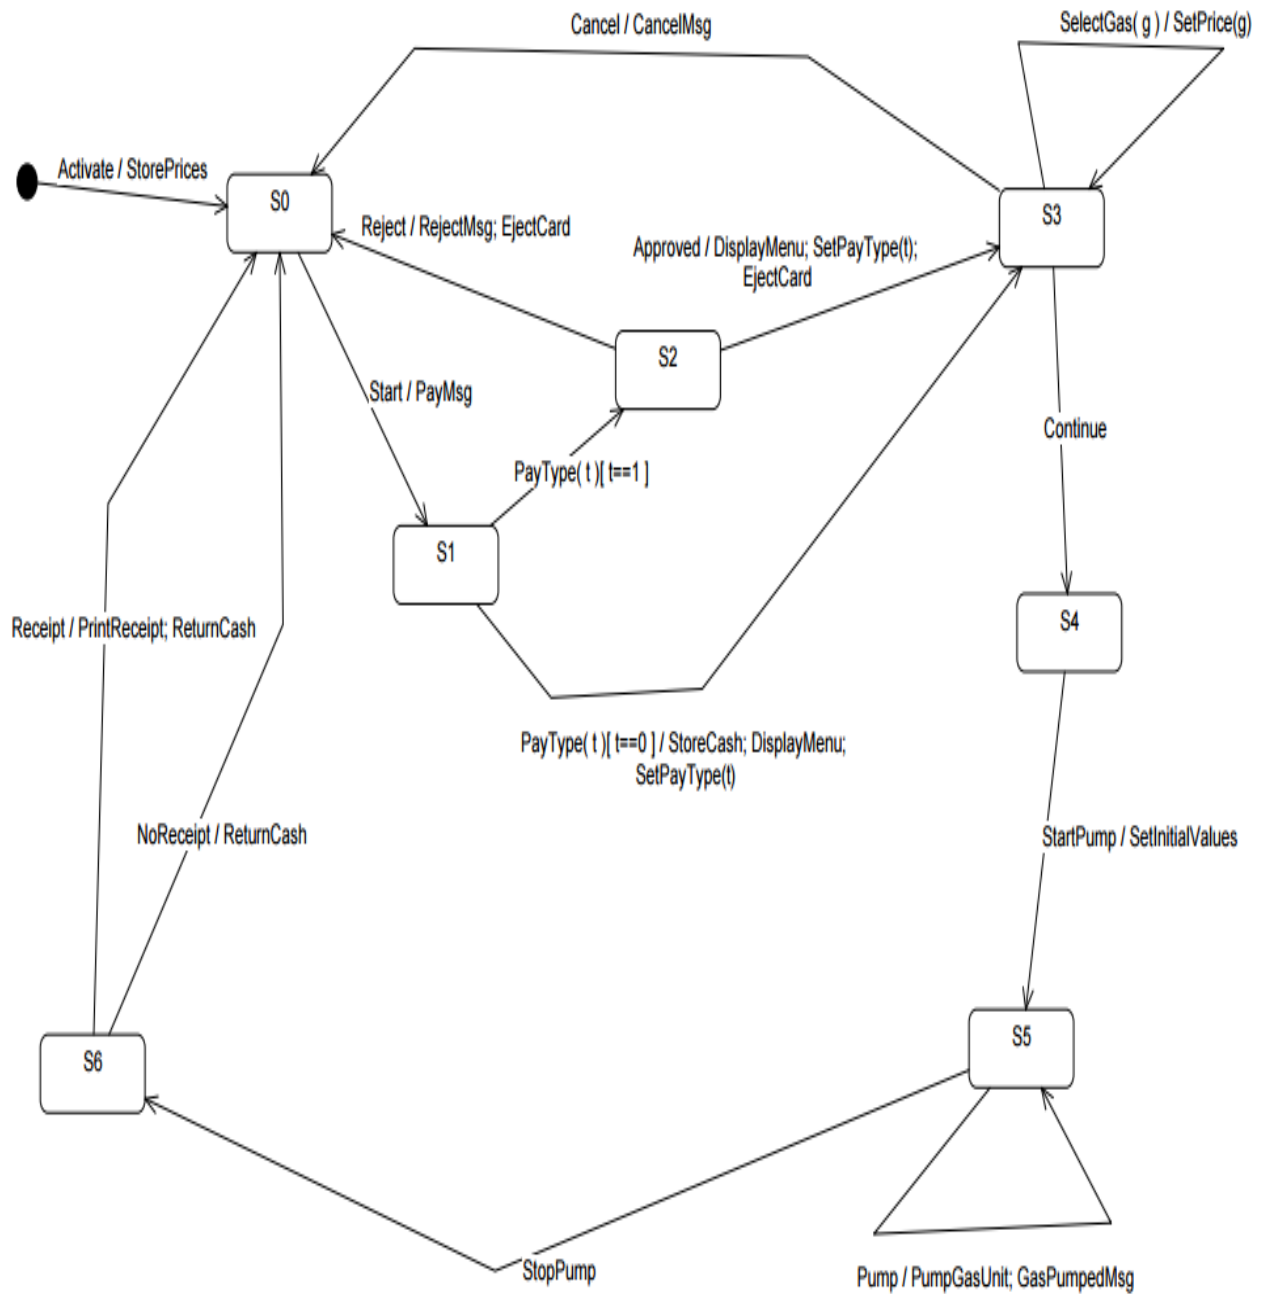 Cancel / CancelMsg
SelectGas( g ) / SetPrice(g)
Activate / StorePrices
S0
S3
Reject / RejectMsg; EjectCard
Approved / DisplayMenu; SetPayType(t);
EjectCard
S2
Start / PayMsg
Continue
PayType( t )[ t==1 ]
S1
S4
Receipt / PrintReceipt; ReturnCash
PayType( t )[ t==0 ] / StoreCash; DisplayMenu;
SetPayType(t)
NoReceipt / ReturnCash
StartPump / SetInitialValues
S5
S6
StopPump
Pump / PumpGasUnit; GasPumpedMsg